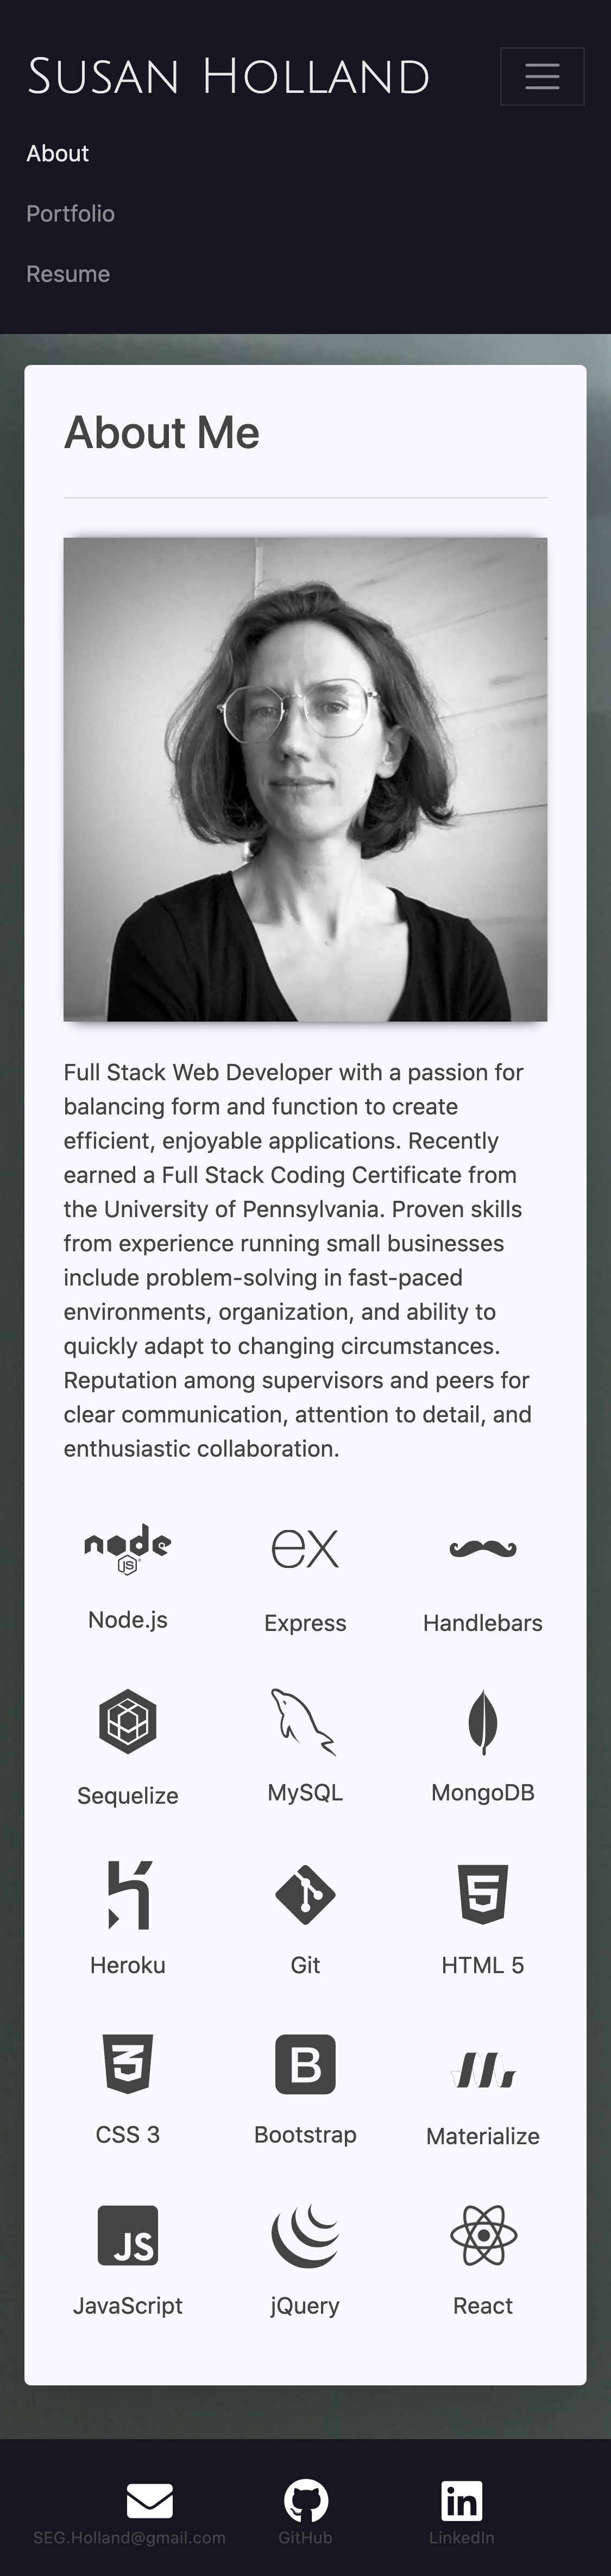 SUSAN HOLLAND
About
Portfolio
Resume
About Me
Full Stack Web Developer with a passion for
balancing form and function to create
efficient, enjoyable applications. Recently
earned a Full Stack Coding Certificate from
the University of Pennsylvania. Proven skills
from experience running small businesses
include problem-solving in fast-paced
environments, organization, and ability to
quickly adapt to changing circumstances.
Reputation among supervisors and peers for
clear communication, attention to detail, and
enthusiastic collaboration.
node
JS
ex
Node.js
Express
Handlebars
Sequelize
MySQL
MongoDB
5
Heroku
Git
HTML 5
3
B
CSS 3
Bootstrap
Materialize
JS
JavaScript
jQuery
React
in
SEG.Holland@gmail.com
GitHub
LinkedIn